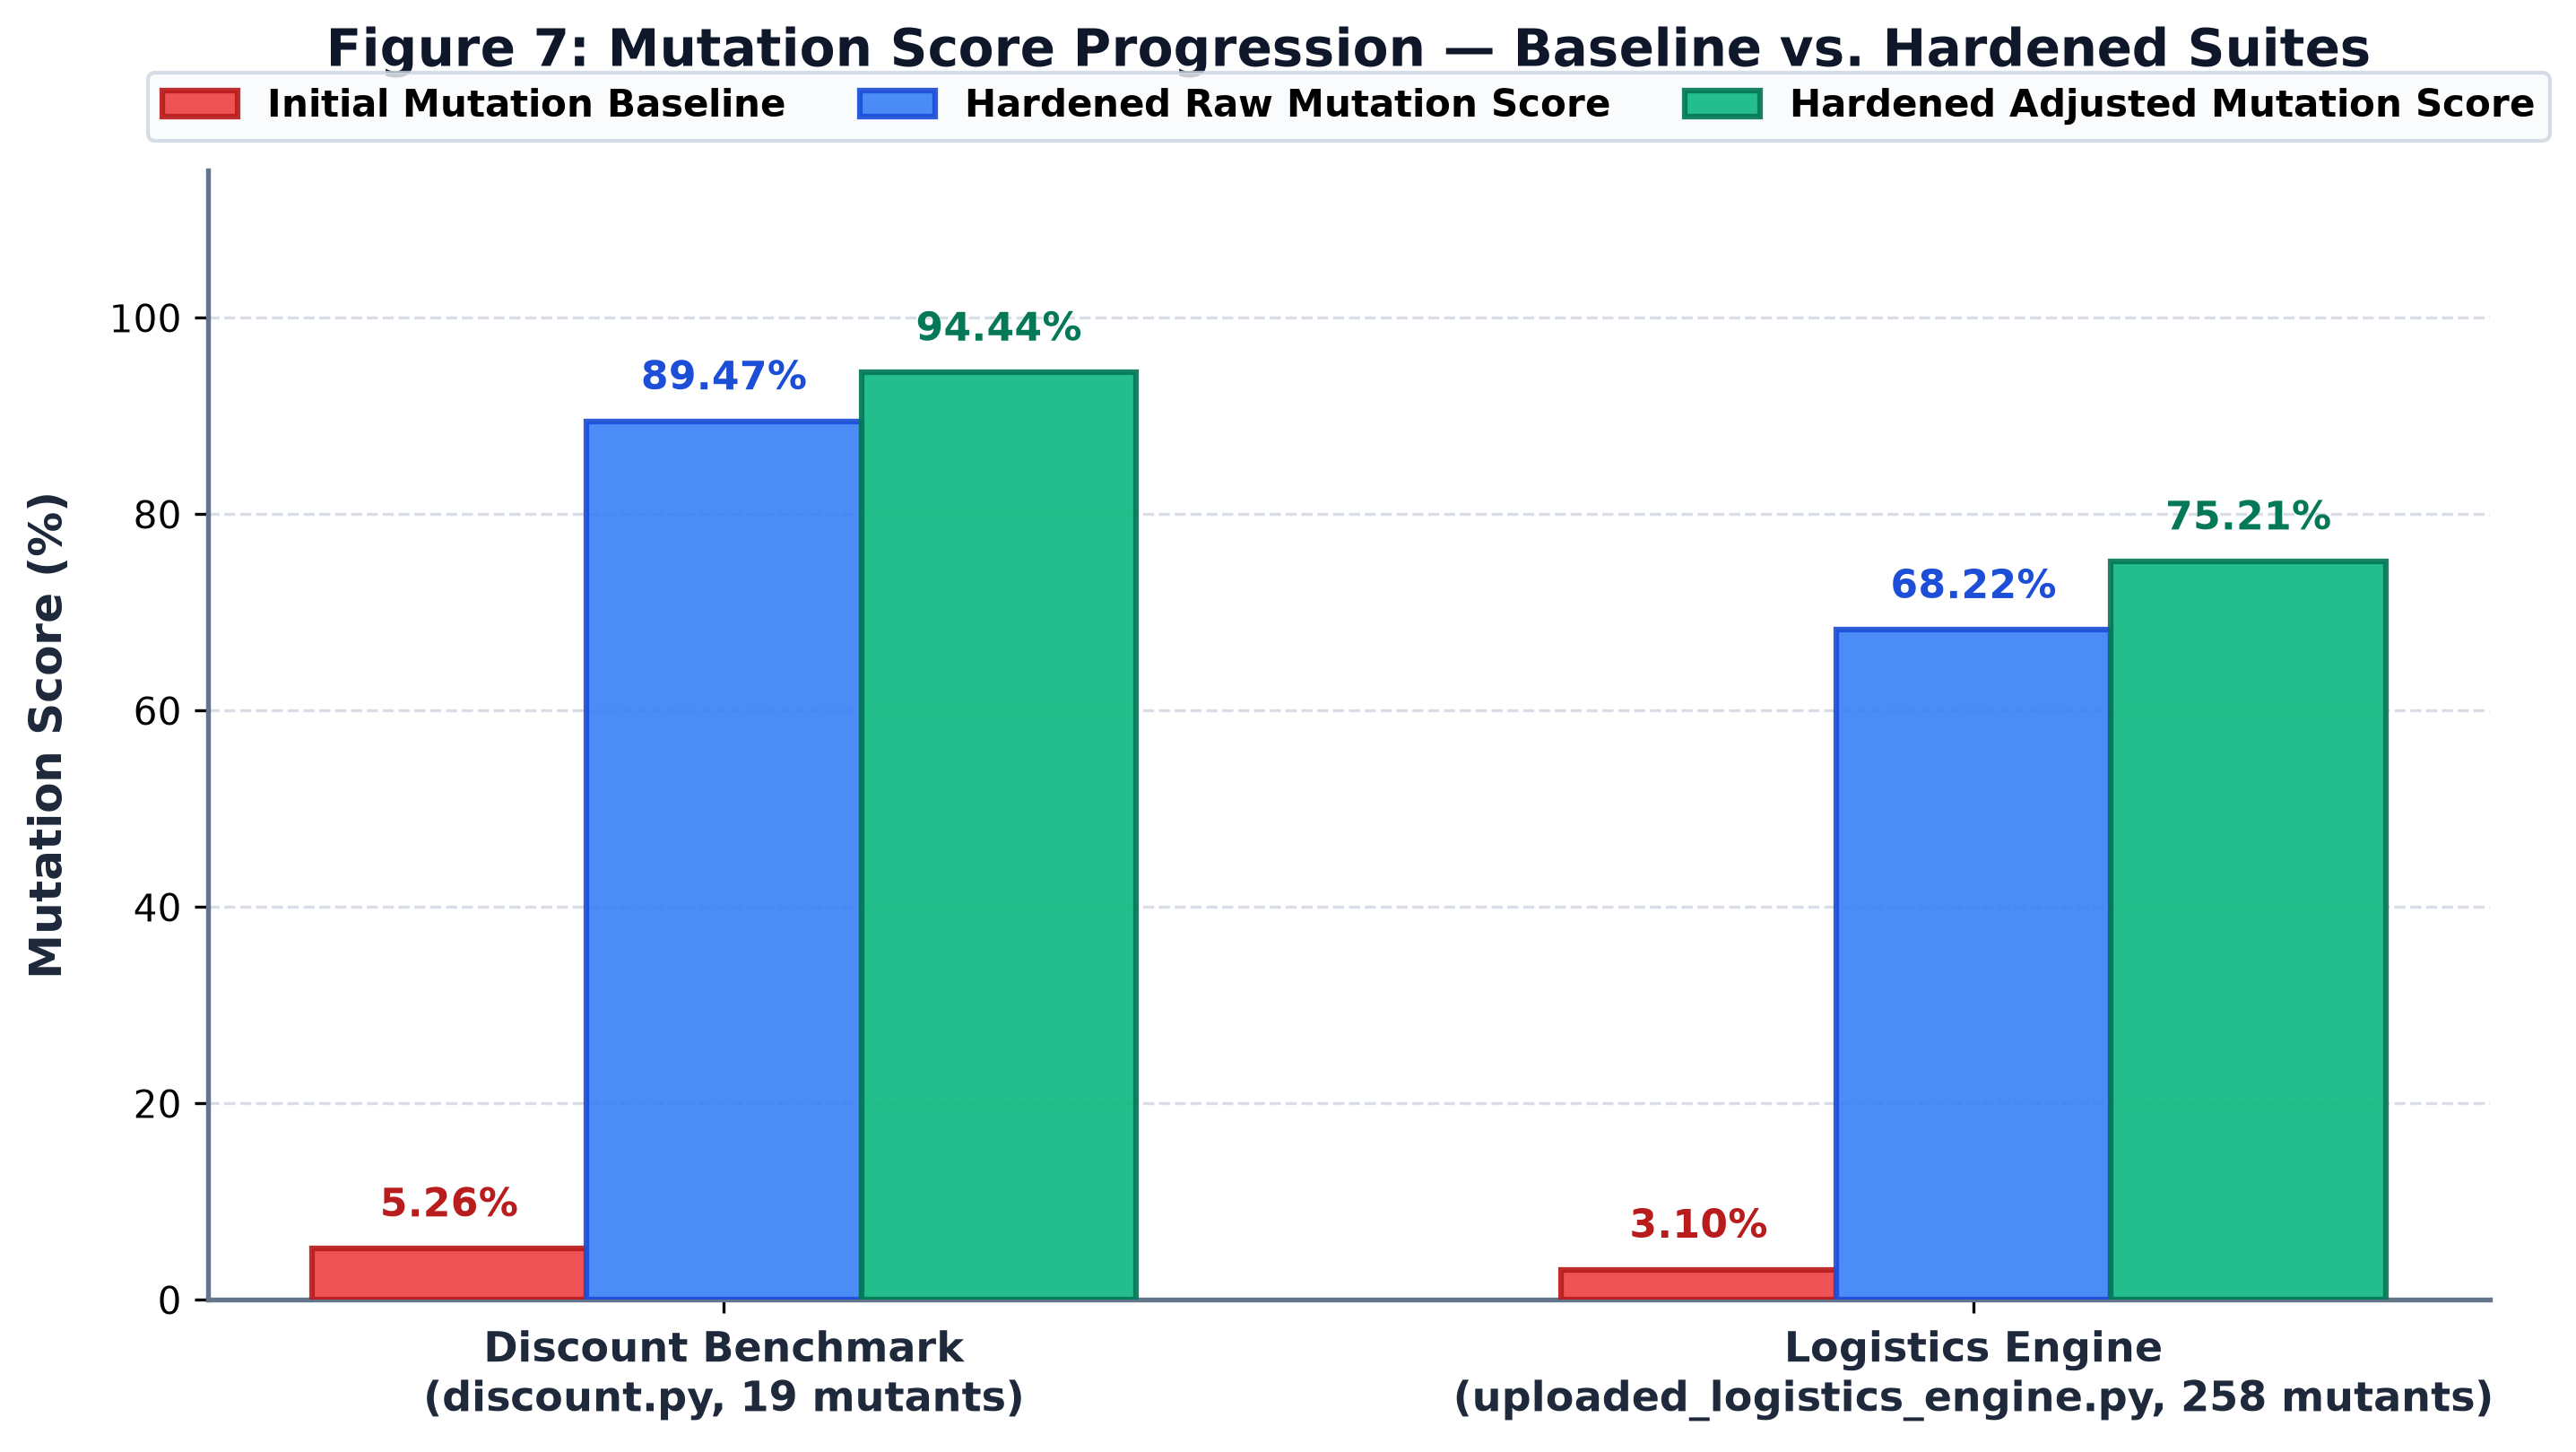 Figure 7: Mutation Score Progression — Baseline vs. Hardened Suites
Initial Mutation Baseline
Hardened Raw Mutation Score
Hardened Adjusted Mutation Score
Mutation Score (%)
100
80
60
40
20
0
5.26%
89.47%
94.44%
3.10%
68.22%
75.21%
Discount Benchmark
(discount.py, 19 mutants)
Logistics Engine
(uploaded_logistics_engine.py, 258 mutants)